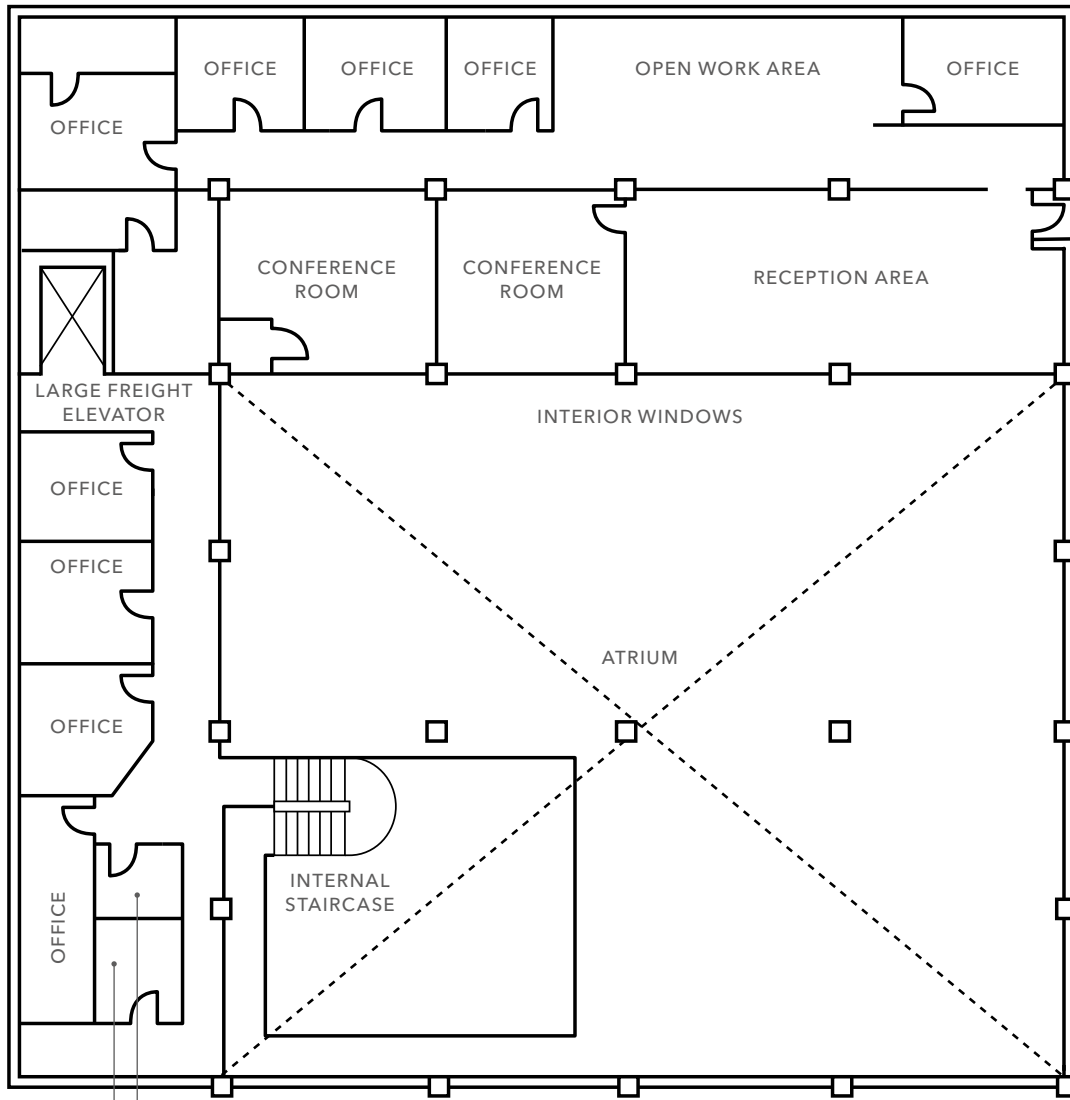 OFFICE
OFFICE
OFFICE
OPEN WORK AREA
OFFICE
OFFICE
CONFERENCE
ROOM
CONFERENCE
ROOM
RECEPTION AREA
LARGE FREIGHT
ELEVATOR
INTERIOR WINDOWS
OFFICE
OFFICE
ATRIUM
OFFICE
INTERNAL
STAIRCASE
OFFICE